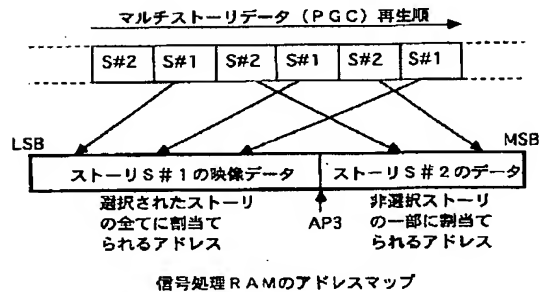 マルチストーリデータ（PGC）再生順
S#2 S#1 S#2 S#1 S#2 S#1
LSB MSB
ストーリS#1の映像データ ストーリS#2のデータ
選択されたストーリ
の全てに割当て
られるアドレス
AP3
非選択ストーリ
の一部に割当て
られるアドレス
信号処理RAMのアドレスマップ